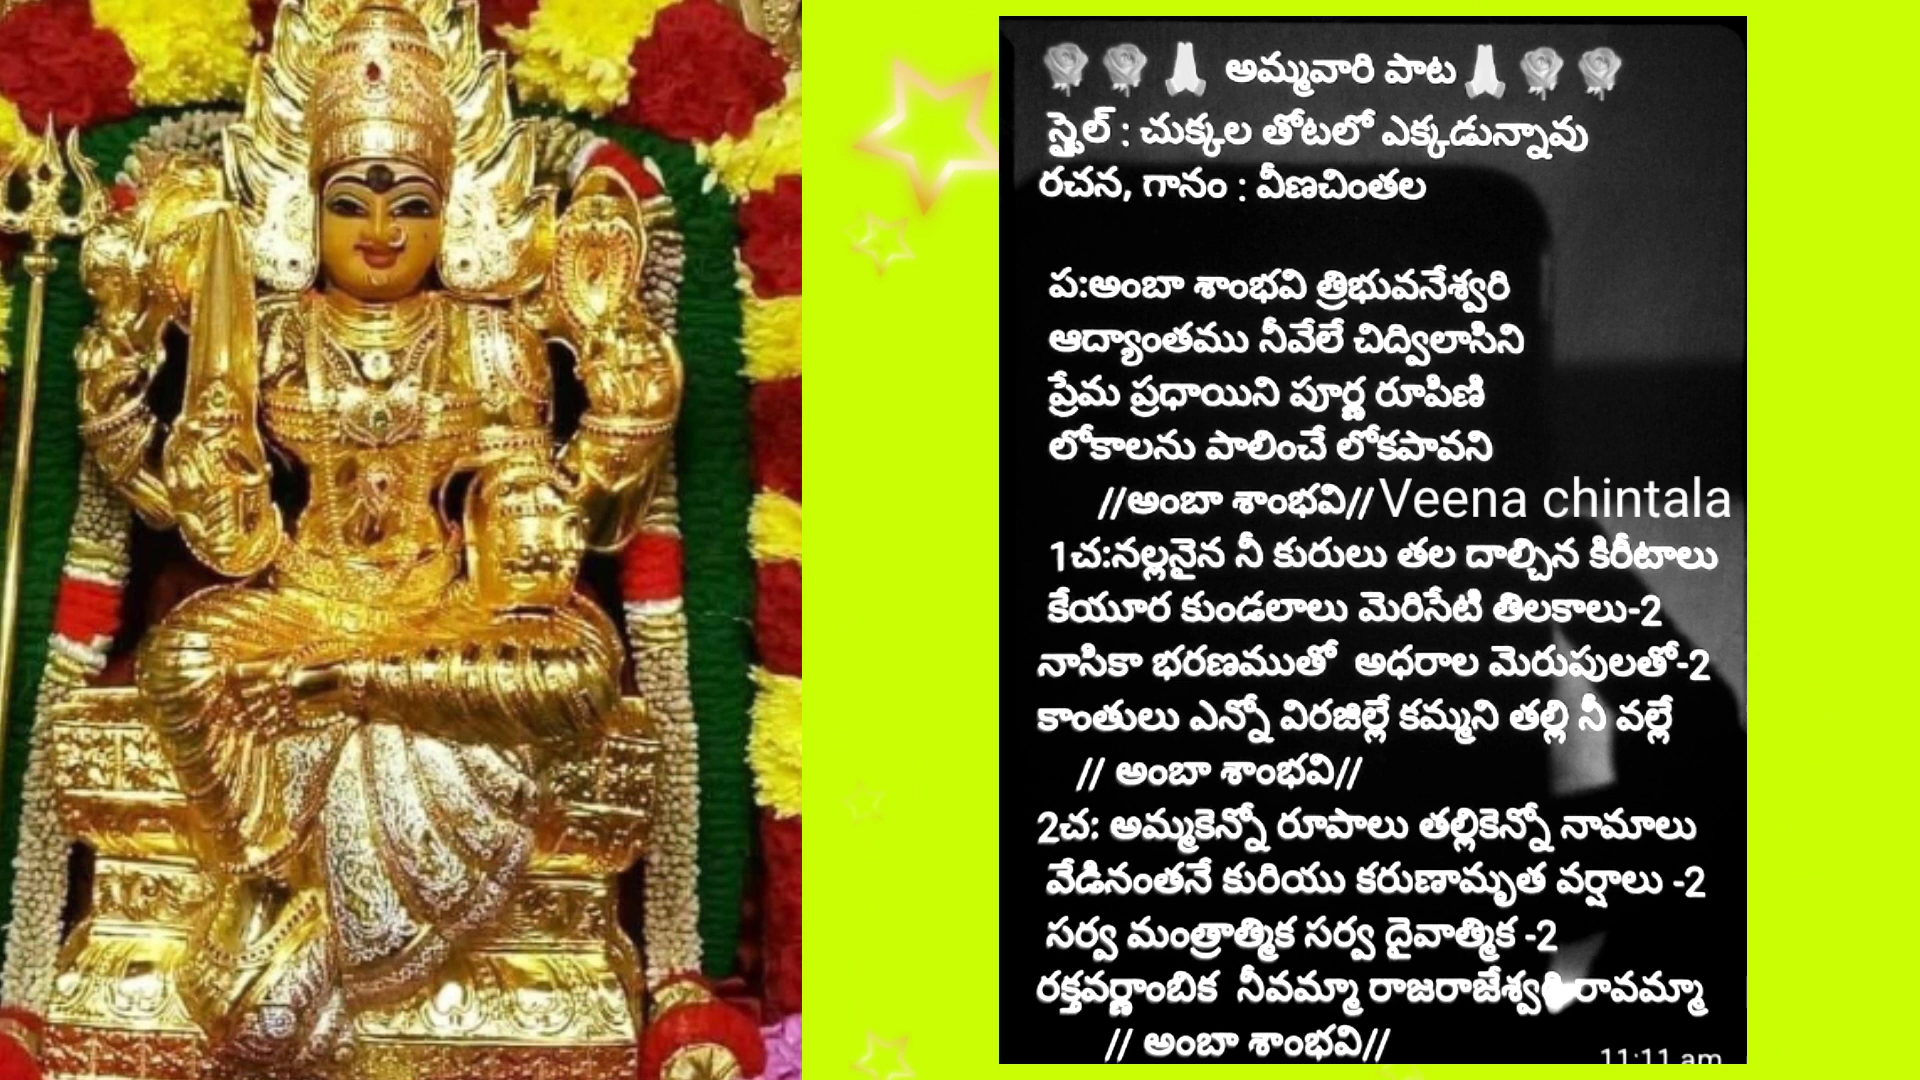 అమ్మవారి పాట
స్టైల్ : చుక్కల తోటలో ఎక్కడున్నావు
రచన, గానం : వీణచింతల
ప:అంబా శాంభవి త్రిభువనేశ్వరి
ఆద్యాంతము నీవేలే చిద్విలాసిని
ప్రేమ ప్రధాయిని పూర్ణ రూపిణి
లోకాలను పాలించే లోకపావని
//అంబా శాంభవి// Veena chintala
1చ:నల్లనైన నీ కురులు తల దాల్చిన కిరీటాలు
కేయూర కుండలాలు మెరిసేటి తిలకాలు-2
నాసికా భరణముతో అధరాల మెరుపులతో-2
కాంతులు ఎన్నో విరజిల్లే కమ్మని తల్లి నీ వల్లే
// అంబా శాంభవి//
2చ: అమ్మకెన్నో రూపాలు తల్లికెన్నో నామాలు
వేడినంతనే కురియు కరుణామృత వర్షాలు -2
సర్వ మంత్రాత్మిక సర్వ దైవాత్మిక -2
రక్తవర్ణాంబిక నీవమ్మా రాజరాజేశ్వరి రావమ్మా
// అంబా శాంభవి//
11:11 am